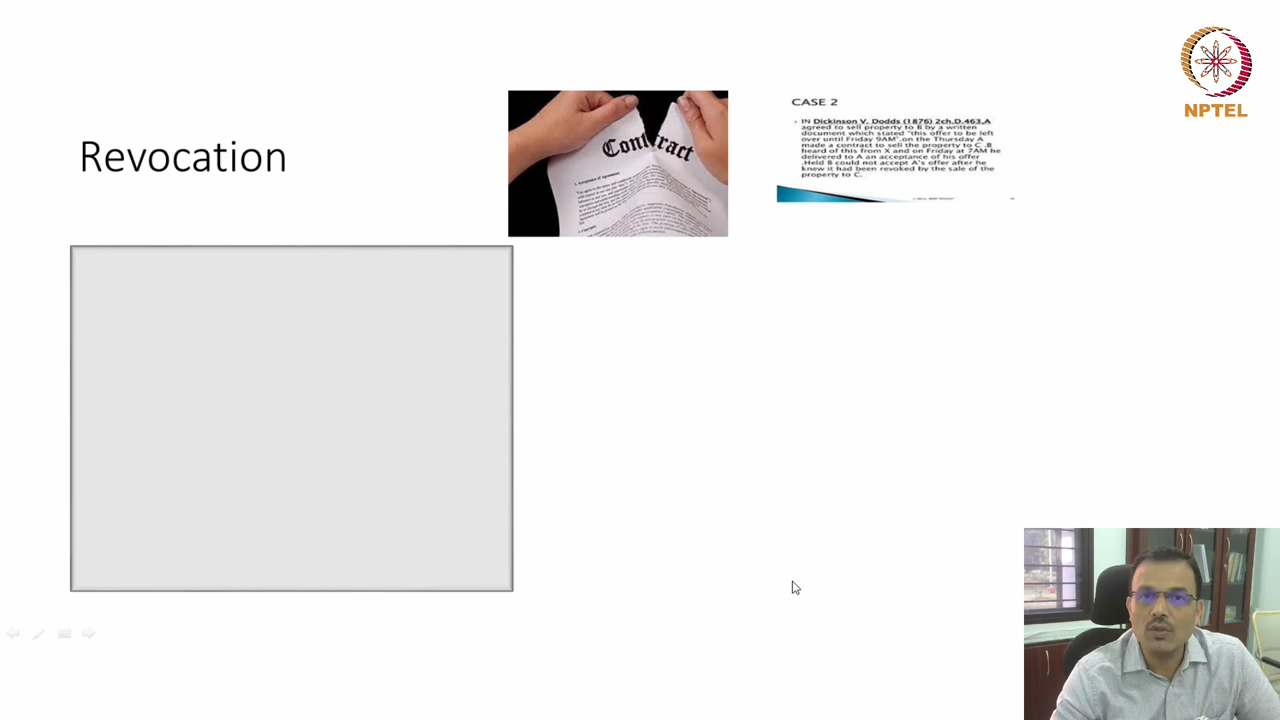 NPTEL
CASE 2
Revocation
Contract
IN Dickinson V. Dodds (1876) 2ch.D.463,A
agreed to sell property to B by a written
document which stated "this offer to be left
over until Friday 9AM".on the Thursday A
made a contract to sell the property to C .B
heard of this from X and on Friday at 7AM he
delivered to A an acceptance of his offer
.Held B could not accept A's offer after he
knew it had been revoked by the sale of the
property to C.